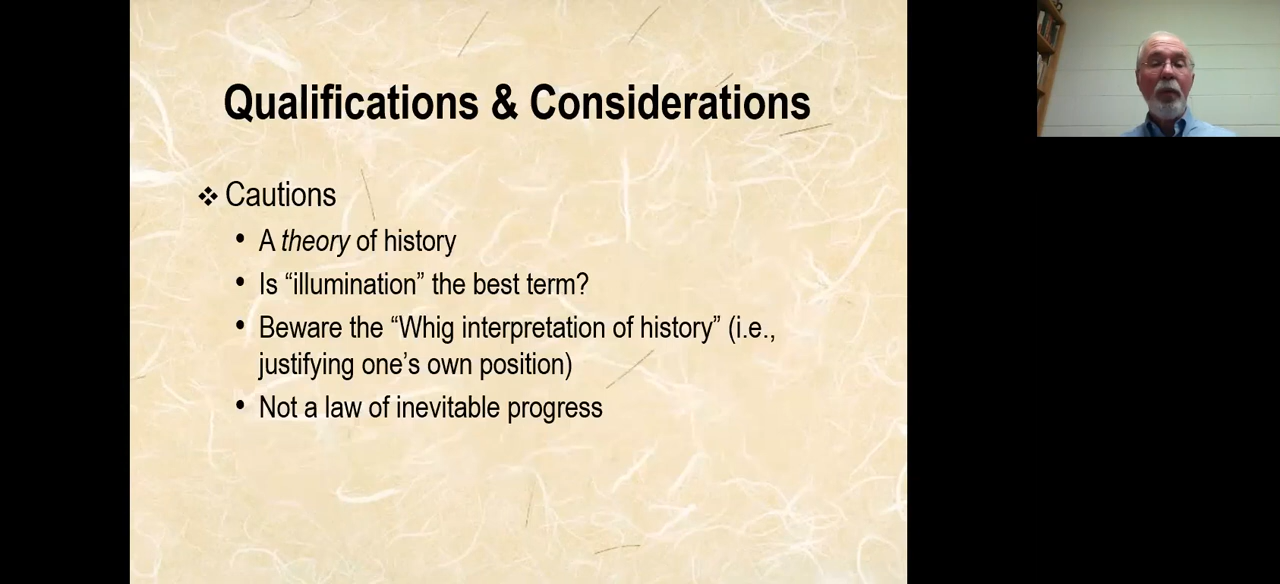 Qualifications & Considerations
❖ Cautions
• A theory of history
• Is “illumination” the best term?
• Beware the “Whig interpretation of history” (i.e.,
justifying one’s own position)
• Not a law of inevitable progress